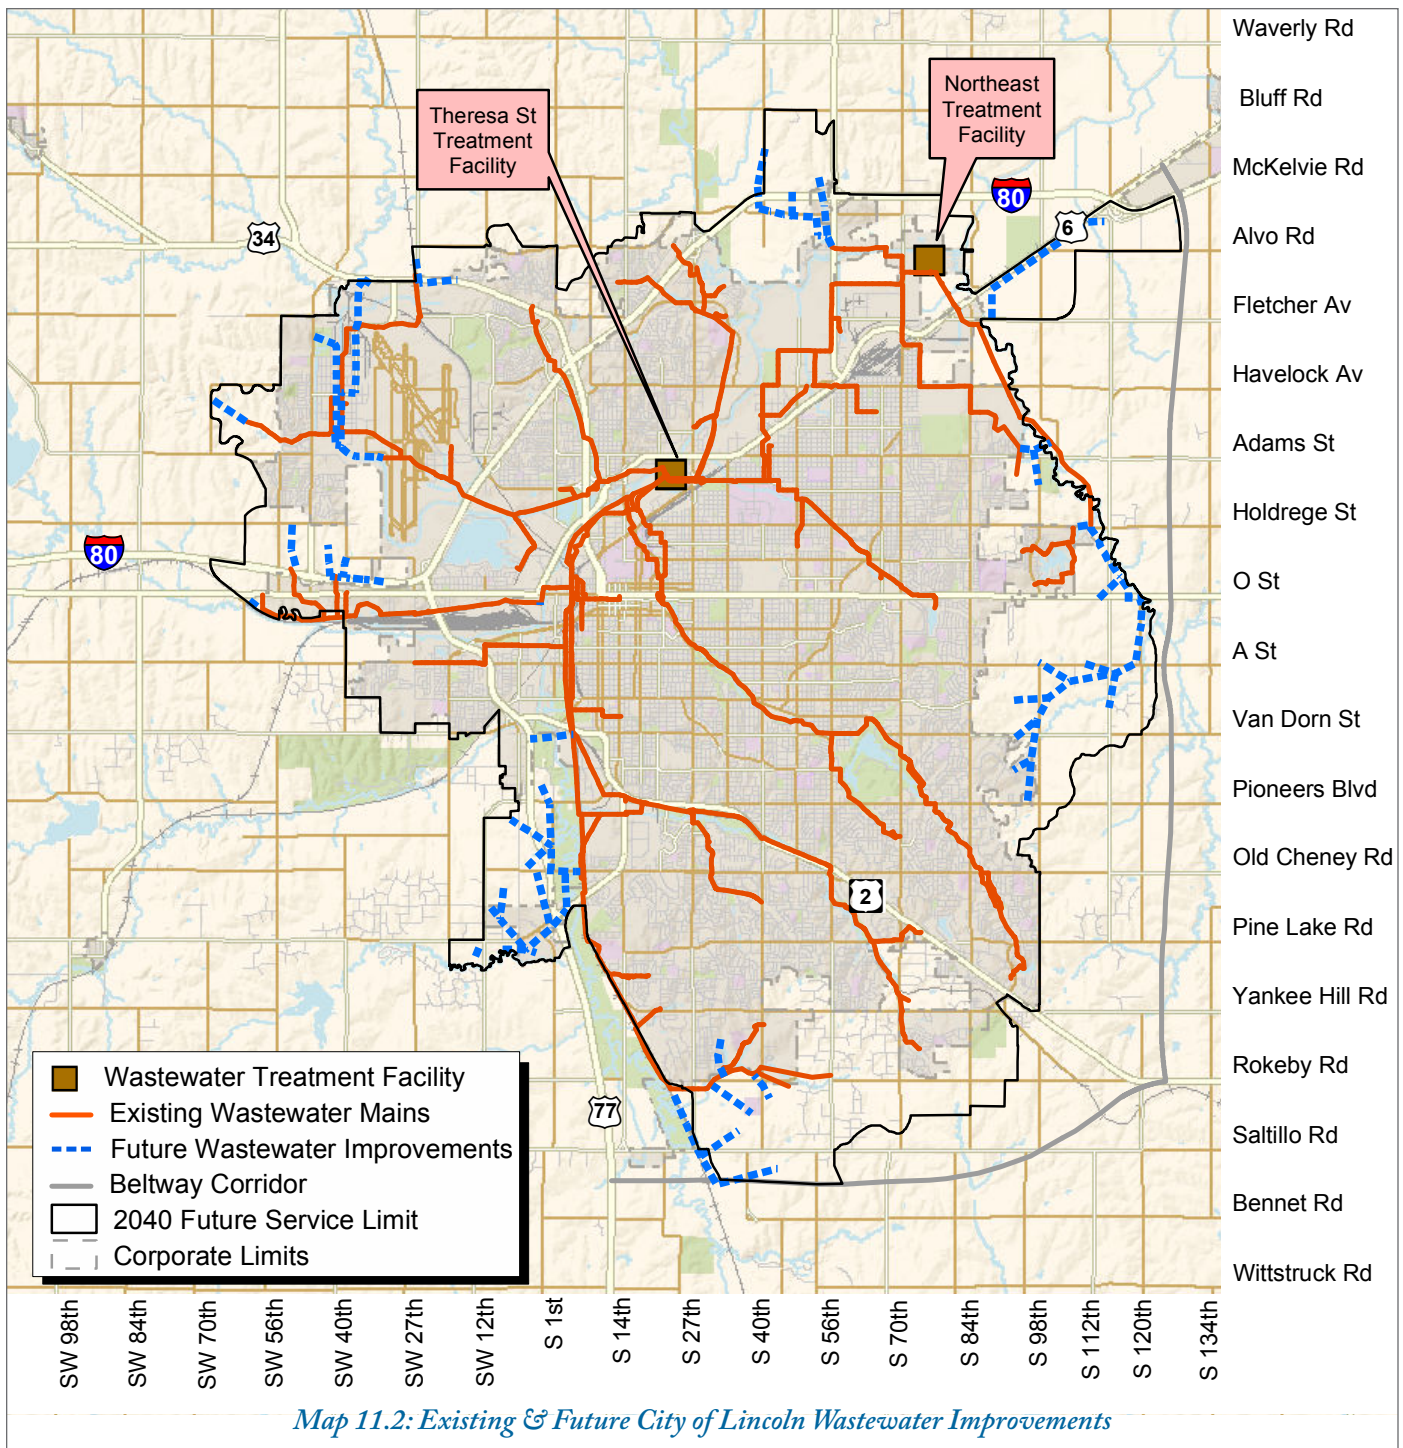 Waverly Rd
Bluff Rd
McKelvie Rd
Alvo Rd
Fletcher Av
Havelock Av
Adams St
Holdrege St
O St
A St
Van Dorn St
Pioneers Blvd
Old Cheney Rd
Pine Lake Rd
Yankee Hill Rd
Rokeby Rd
Saltillo Rd
Bennet Rd
Wittstruck Rd
Theresa St
Treatment
Facility
Northeast
Treatment
Facility
80
6
34
80
2
77
Wastewater Treatment Facility
Existing Wastewater Mains
Future Wastewater Improvements
Beltway Corridor
2040 Future Service Limit
Corporate Limits
SW 98th
SW 84th
SW 70th
SW 56th
SW 40th
SW 27th
SW 12th
S 1st
S 14th
S 27th
S 40th
S 56th
S 70th
S 84th
S 98th
S 112th
S 120th
S 134th
Map 11.2: Existing & Future City of Lincoln Wastewater Improvements